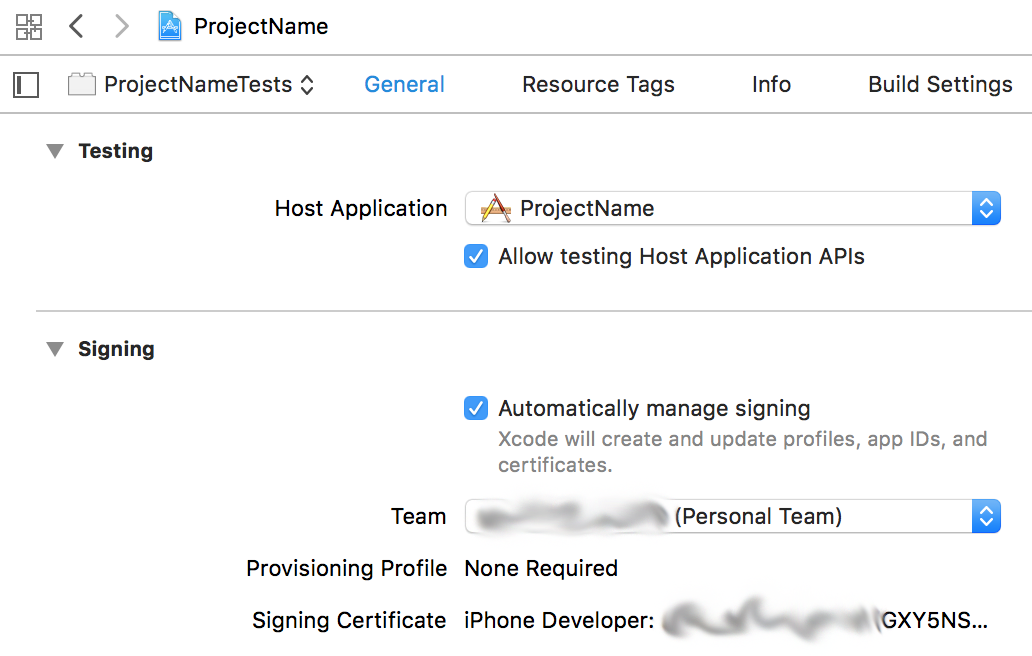 ProjectName
ProjectNameTests General Resource Tags Info Build Settings
Testing
Host Application ProjectName
Allow testing Host Application APIs
Signing
Automatically manage signing
Xcode will create and update profiles, app IDs, and
certificates.
Team (Personal Team)
Provisioning Profile None Required
Signing Certificate iPhone Developer: (GXY5NS...